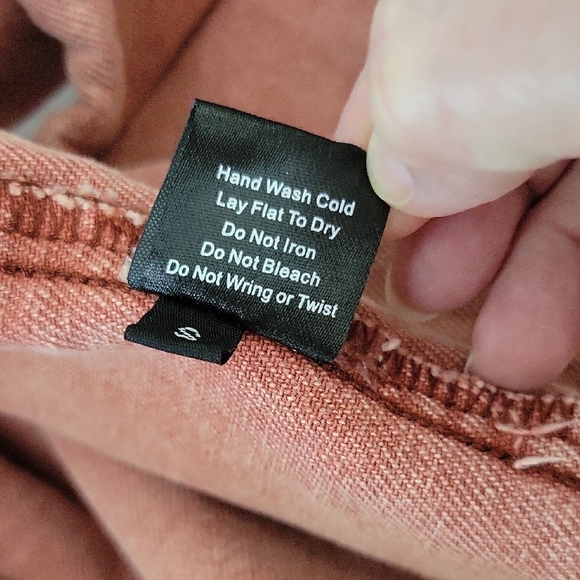 Hand Wash Cold
Lay Flat To Dry
Do Not Iron
Do Not Bleach
Do Not Wring or Twist
S